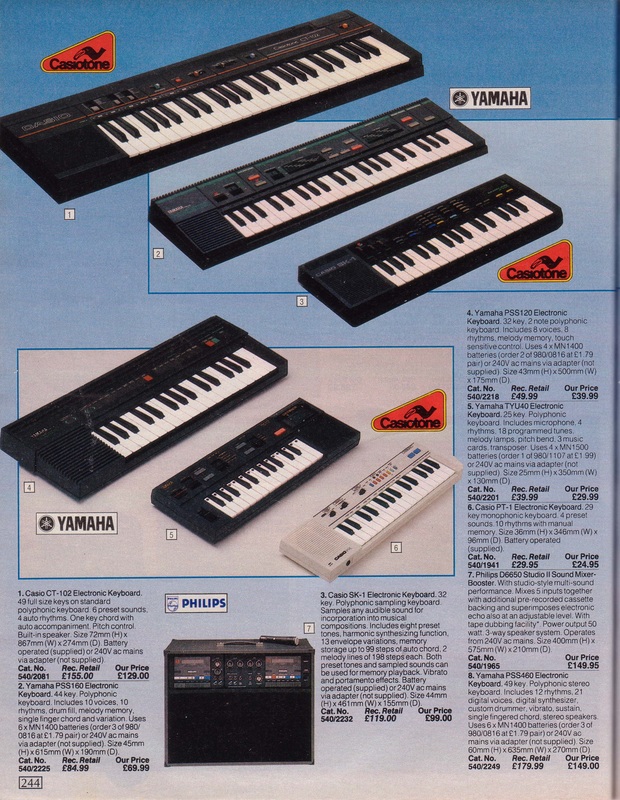 Casiotone
CASIO
Casiotone CT-102
YAMAHA
1
2
CASIO SK-1
Casiotone
3
4. Yamaha PSS120 Electronic
Keyboard. 32 key, 2 note polyphonic
keyboard. Includes 8 voices, 8
rhythms, melody memory, touch
sensitive control. Uses 4 x MN1400
batteries (order 2 of 980/0816 at £1.79
pair) or 240V ac mains via adapter (not
supplied). Size 43mm (H) x 500mm (W)
x 175mm (D).
Cat. No. Rec. Retail Our Price
540/2218 £49.99 £39.99
5. Yamaha TYU40 Electronic
Keyboard. 25 key. Polyphonic
keyboard. Includes microphone, 4
rhythms, 18 programmed tunes,
melody lamps, pitch bend, 3 music
cards, transposer. Uses 4 x MN1500
batteries (order 1 of 980/1107 at £1.99)
or 240V ac mains via adapter (not
supplied). Size 25mm (H) x 350mm (W)
x 130mm (D).
Cat. No. Rec. Retail Our Price
540/2201 £39.99 £29.99
6. Casio PT-1 Electronic Keyboard. 29
key monophonic keyboard. 4 preset
sounds. 10 rhythms with manual
memory. Size 36mm (H) x 346mm (W) x
96mm (D). Battery operated
(supplied).
540/1941 £29.95 £24.95
7. Philips D6650 Studio II Sound Mixer-
Booster. With studio-style multi-sound
performance. Mixes 5 inputs together
with additional pre-recorded cassette
backing and superimposes electronic
echo also at an adjustable level. With
tape dubbing facility*. Power output 50
watt. 3-way speaker system. Operates
from 240V ac mains. Size 400mm (H) x
575mm (W) x 210mm (D).
540/1965 £149.95
8. Yamaha PSS460 Electronic
Keyboard. 49 key. Polyphonic stereo
keyboard. Includes 12 rhythms, 21
digital voices, digital synthesizer,
custom drummer, vibrato, sustain,
single fingered chord, stereo speakers.
Uses 6 x MN1400 batteries (order 3 of
980/0816 at £1.79 pair) or 240V ac
mains via adapter (not supplied). Size
60mm (H) x 635mm (W) x 270mm (D)
540/2249 £179.99 £149.00
4
YAMAHA
5
Casiotone
CASIO
6
1. Casio CT-102 Electronic Keyboard.
49 full size keys on standard
polyphonic keyboard. 6 preset sounds,
4 auto rhythms. One key chord with
auto accompaniment. Pitch control.
Built-in speaker. Size 72mm (H) x
867mm (W) x 274mm (D). Battery
operated (supplied) or 240V ac mains
via adapter (not supplied).
Cat. No. Rec. Retail Our Price
540/2081 £155.00 £129.00
2. Yamaha PSS160 Electronic
Keyboard. 44 key. Polyphonic
keyboard. Includes 10 voices, 10
rhythms, drum fill, melody memory,
single finger chord and variation. Uses
6 x MN1400 batteries (order 3 of 980/
0816 at £1.79 pair) or 240V ac mains
via adapter (not supplied). Size 45mm
(H) x 615mm (W) x 190mm (D).
Cat. No. Rec. Retail Our Price
540/2225 £84.99 £69.99
244
PHILIPS
7
3. Casio SK-1 Electronic Keyboard. 32
key. Polyphonic sampling keyboard.
Samples any audible sound for
incorporation into musical
compositions. Includes eight preset
tones, harmonic synthesizing function,
13 envelope variations, memory
storage up to 99 steps of auto chord, 2
melody lines of 198 steps each. Both
preset tones and sampled sounds can
be used for memory playback. Vibrato
and portamento effects. Battery
operated (supplied) or 240V ac mains
via adapter (not supplied). Size 44mm
(H) x 461mm (W) x 155mm (D).
Cat. No. Rec. Retail Our Price
540/2232 £119.00 £99.00